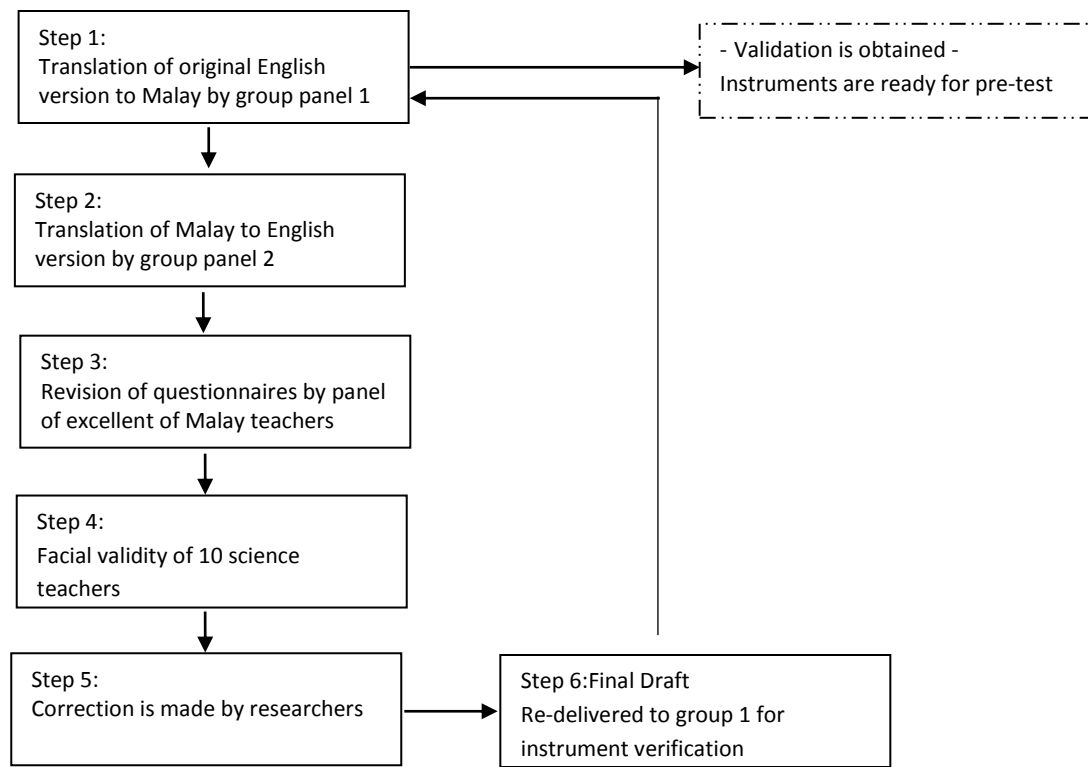 Step 1:
Translation of original English
version to Malay by group panel 1
- Validation is obtained -
Instruments are ready for pre-test
Step 2:
Translation of Malay to English
version by group panel 2
Step 3:
Revision of questionnaires by panel
of excellent of Malay teachers
Step 4:
Facial validity of 10 science
teachers
Step 5:
Correction is made by researchers
Step 6:Final Draft
Re-delivered to group 1 for
instrument verification